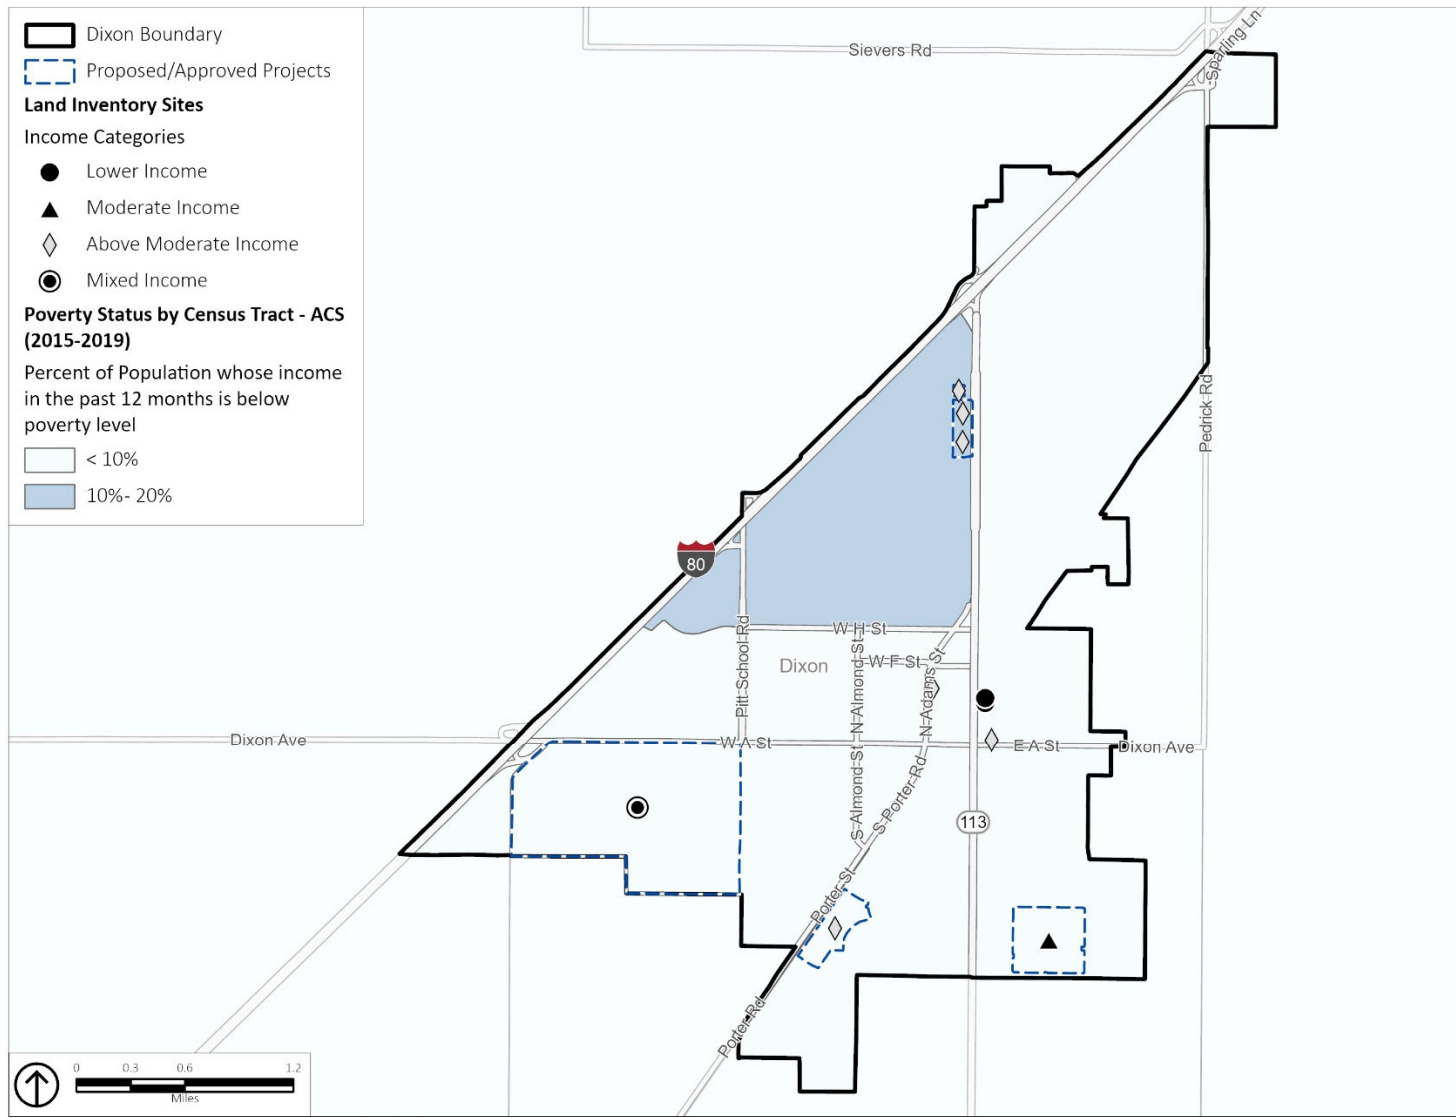 Dixon Boundary
Proposed/Approved Projects
Land Inventory Sites
Income Categories
Lower Income
Moderate Income
Above Moderate Income
Mixed Income
Poverty Status by Census Tract - ACS
(2015-2019)
Percent of Population whose income
in the past 12 months is below
poverty level
< 10%
10%- 20%
Sievers Rd
Sparling Ln
Pedrick Rd
80
W H St
Pitt School Rd
Dixon
W F St
N Almond St
N Adams St
Dixon Ave
W A St
E A St
Dixon Ave
S Almond St
S Porter Rd
113
Porter St
Porter Rd
0 0.3 0.6 1.2
Miles